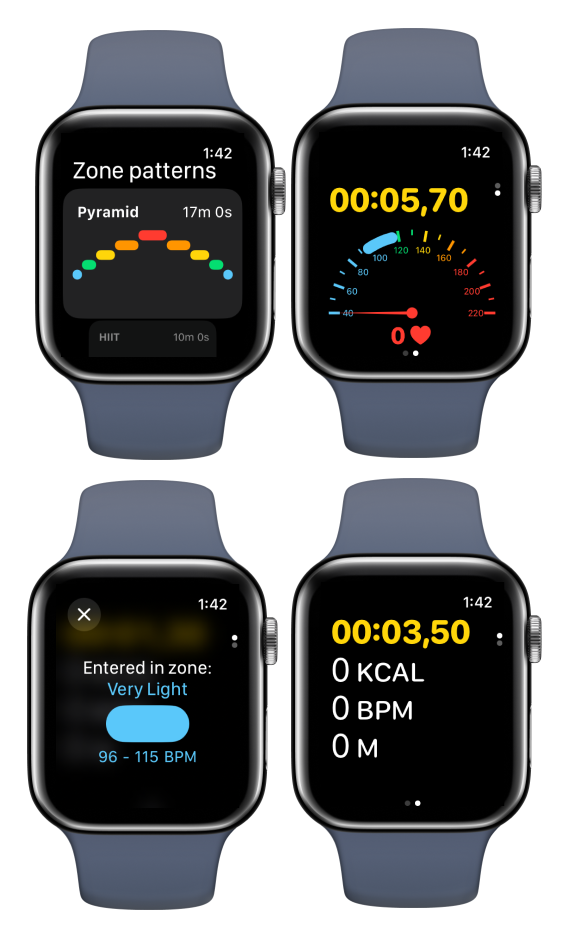 1:42
Zone patterns
Pyramid 17m 0s
HIIT 10m 0s
1:42
00:05,70
40 60 80 100 120 140 160 180 200 220
0
1:42
Entered in zone:
Very Light
96 - 115 BPM
1:42
00:03,50
0 KCAL
0 BPM
0 M